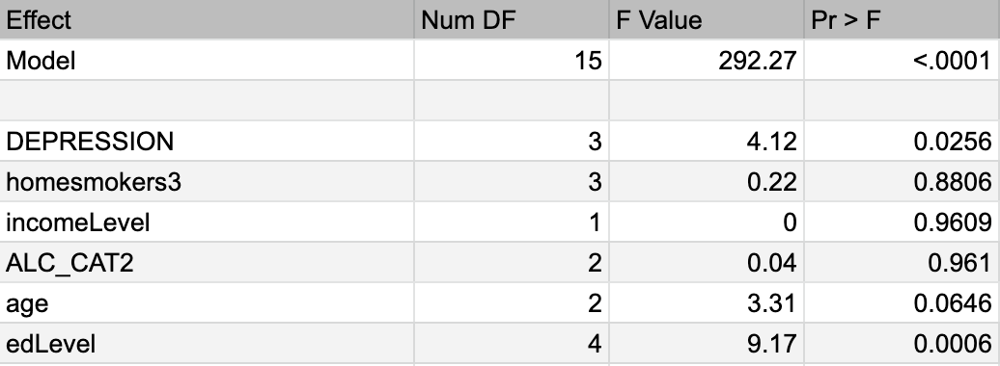 Effect Num DF F Value Pr > F
Model 15 292.27 <.0001
DEPRESSION 3 4.12 0.0256
homesmokers3 3 0.22 0.8806
incomeLevel 1 0 0.9609
ALC_CAT2 2 0.04 0.961
age 2 3.31 0.0646
edLevel 4 9.17 0.0006